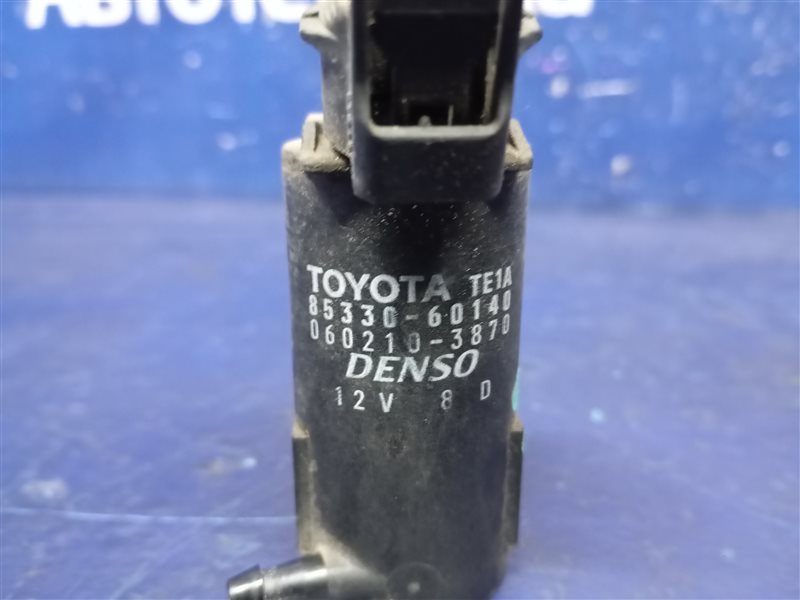 TOYOTA TE1A
85330-60140
060210-3870
DENSO
12V 8 D